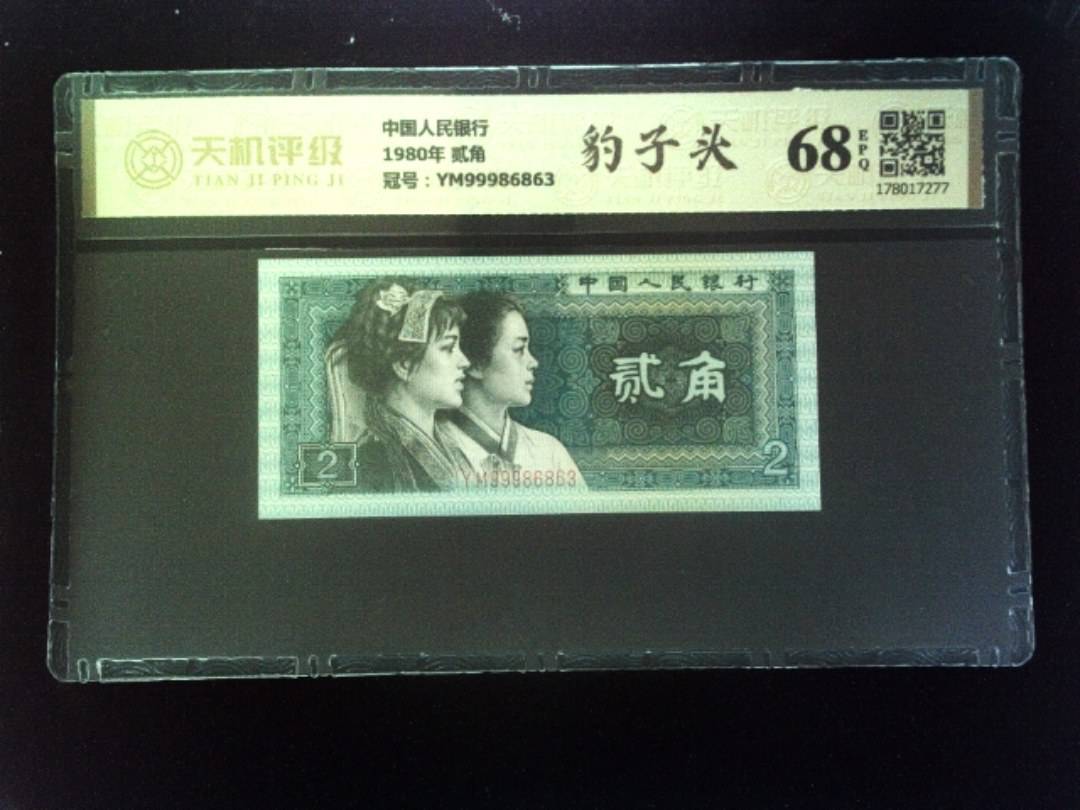 天机评级
TIAN JI PING JI
中国人民银行
1980年 贰角
冠号：YM99986863
豹子头
68
EPQ
178017277
中国人民银行
贰角
2
2
YM99986863